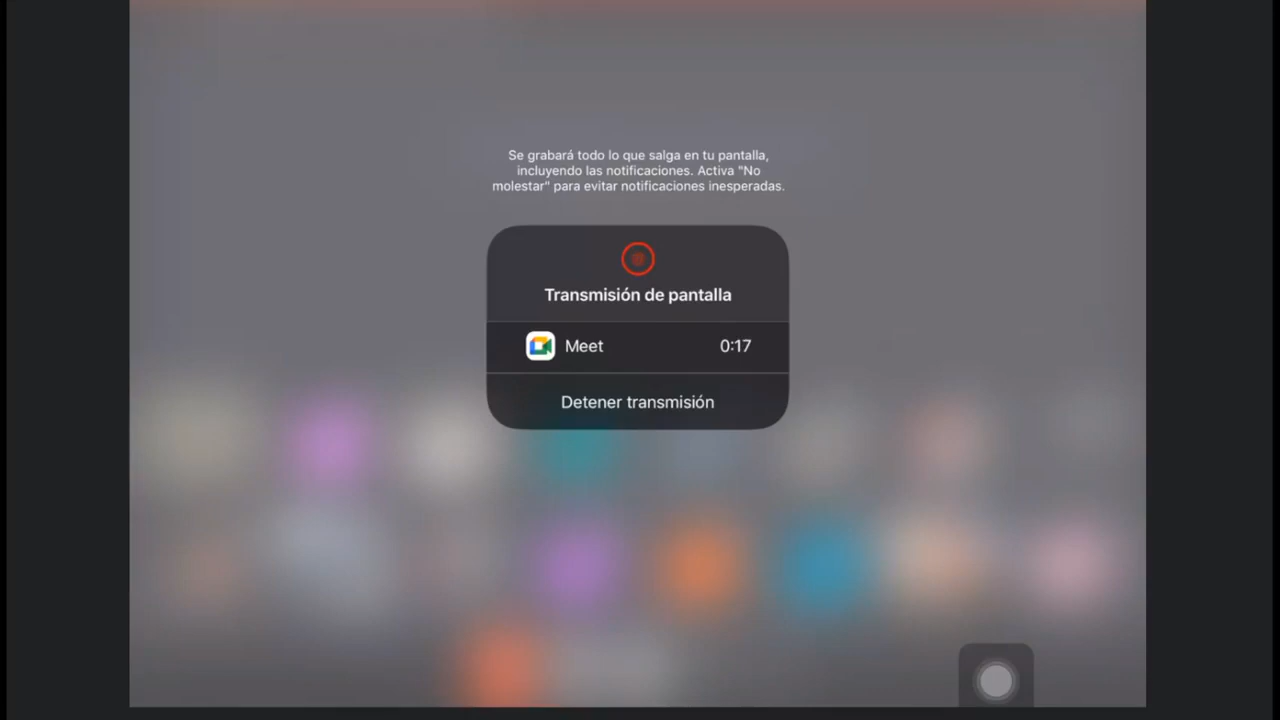 Se grabará todo lo que salga en tu pantalla,
incluyendo las notificaciones. Activa "No
molestar" para evitar notificaciones inesperadas.
Transmisión de pantalla
Meet 0:17
Detener transmisión